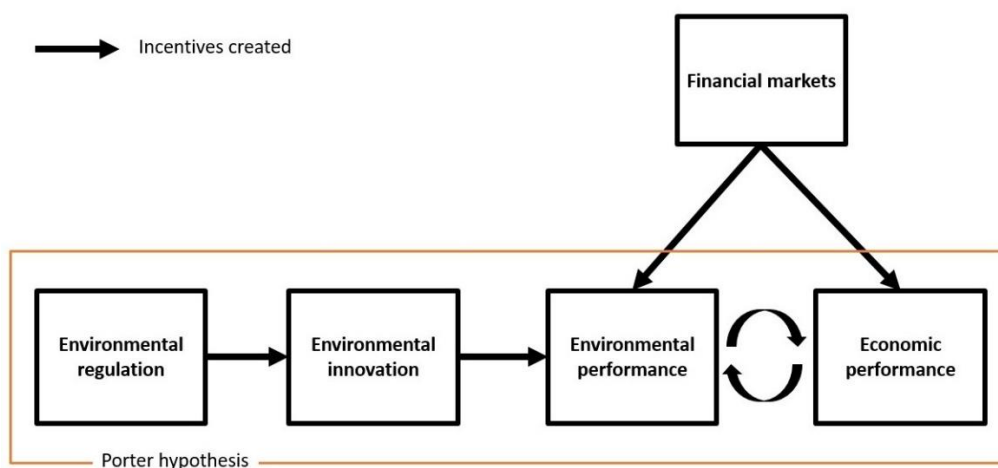 Incentives created
Financial markets
Environmental
regulation
Environmental
innovation
Environmental
performance
Economic
performance
Porter hypothesis